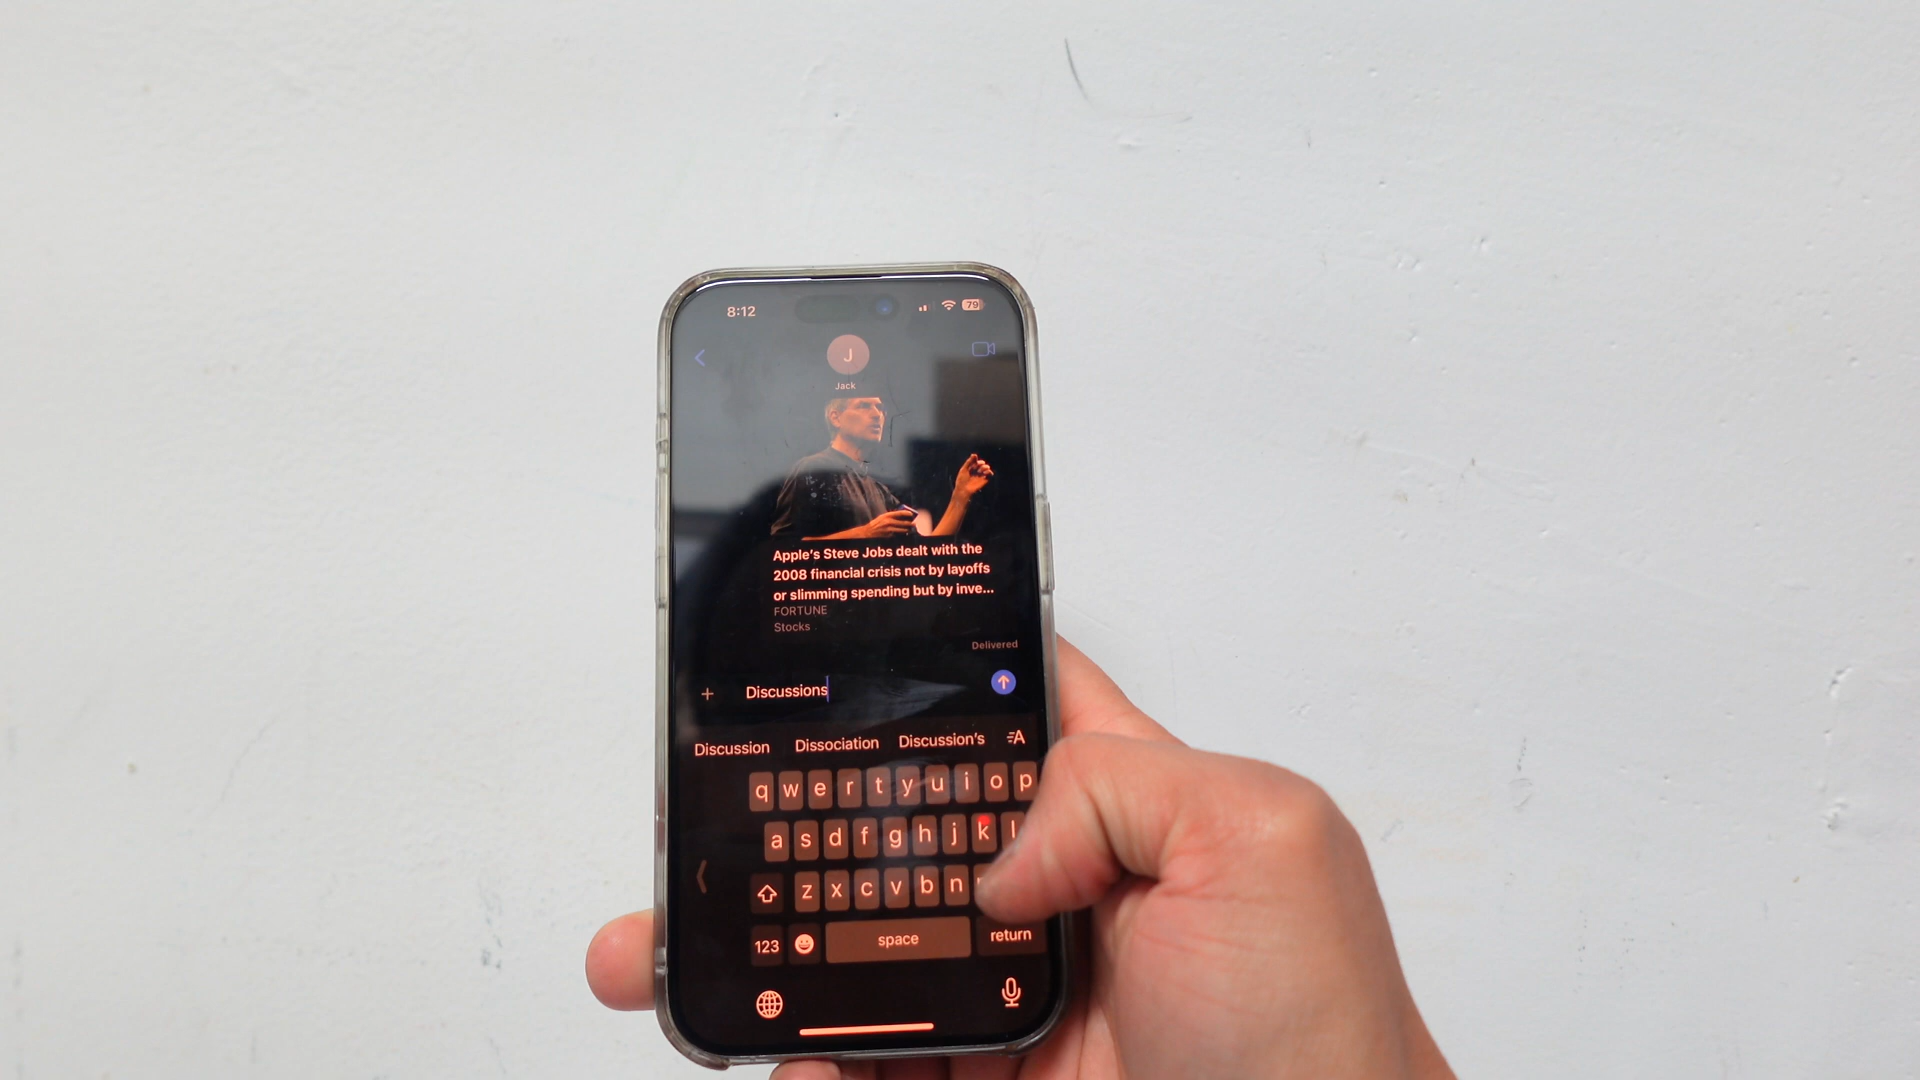 8:12
79
J
Jack
Apple's Steve Jobs dealt with the
2008 financial crisis not by layoffs
or slimming spending but by inve...
FORTUNE
Stocks
Delivered
+ Discussions
Discussion Dissociation Discussion's A
q w e r t y u i o p
a s d f g h j k l
z x c v b n
123 space return